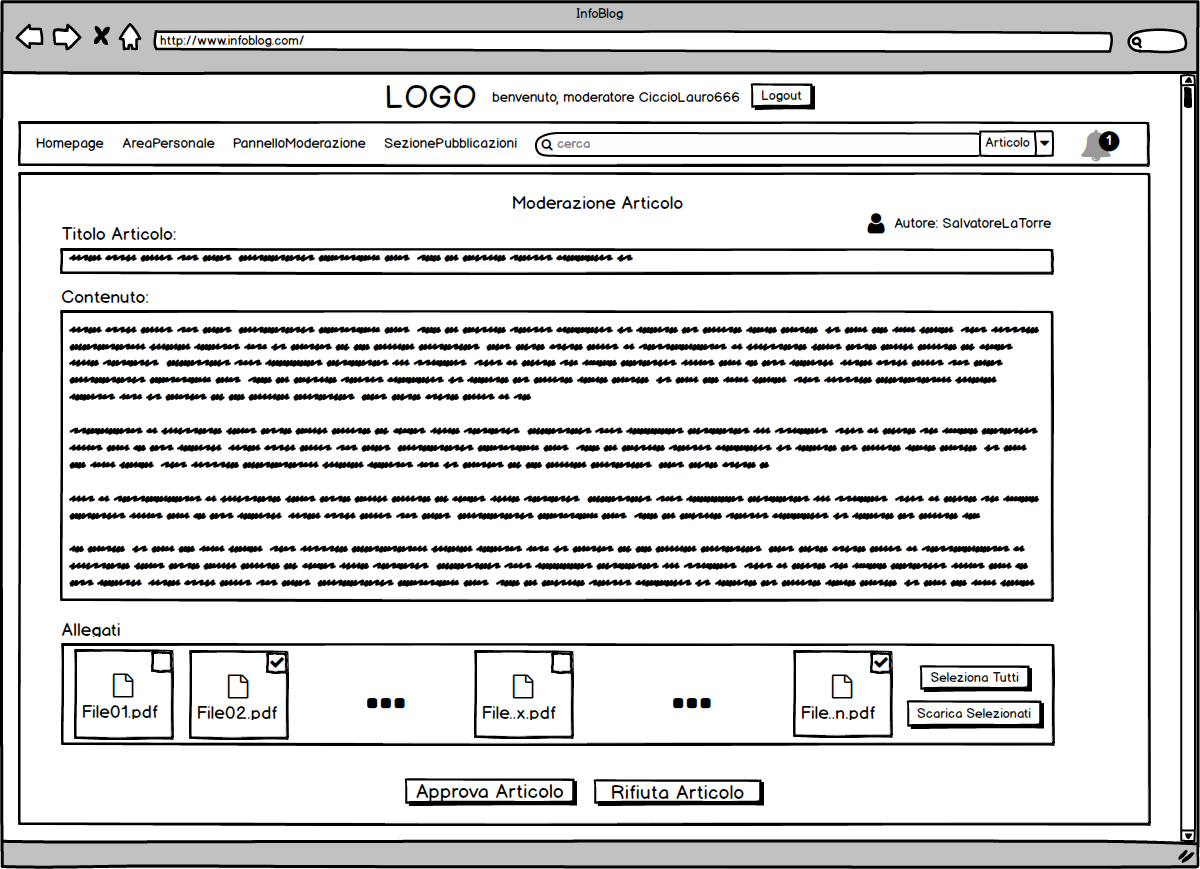 InfoBlog
http://www.infoblog.com/
LOGO benvenuto, moderatore CiccioLauro666 Logout
Homepage AreaPersonale PannelloModerazione SezionePubblicazioni cerca Articolo 1
Moderazione Articolo
Autore: SalvatoreLaTorre
Titolo Articolo:
Contenuto:
Allegati
File01.pdf File02.pdf File..x.pdf File..n.pdf
Seleziona Tutti
Scarica Selezionati
Approva Articolo Rifiuta Articolo